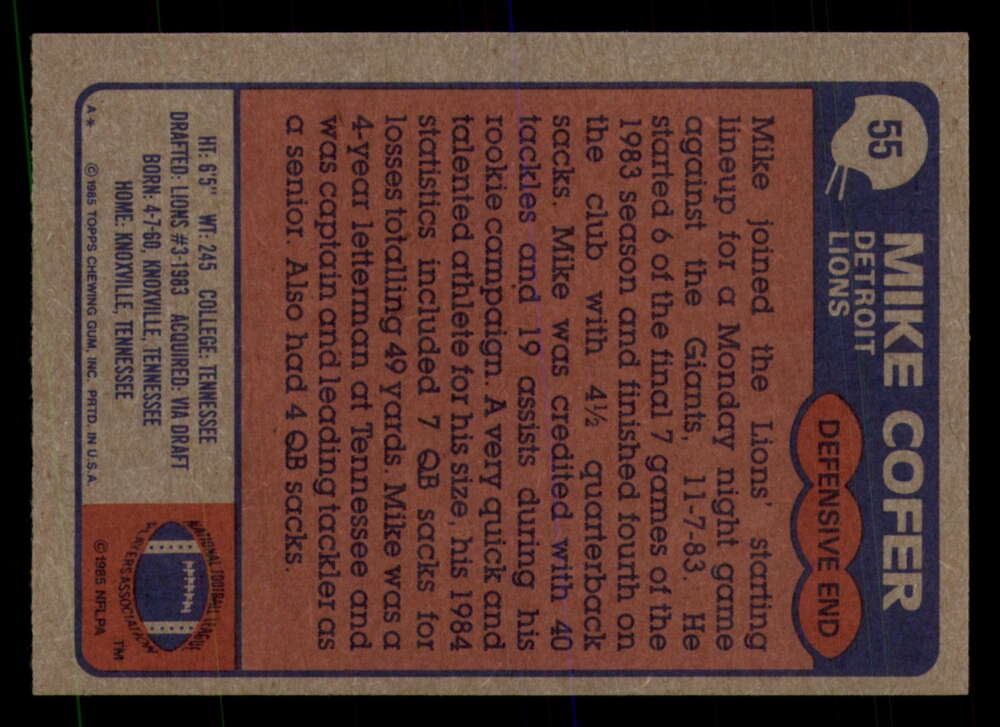 55
MIKE COFER
DETROIT
LIONS
DEFENSIVE END
Mike joined the Lions' starting
lineup for a Monday night game
against the Giants, 11-7-83. He
started 6 of the final 7 games of the
1983 season and finished fourth on
the club with 4½ quarterback
sacks. Mike was credited with 40
tackles and 19 assists during his
rookie campaign. A very quick and
talented athlete for his size, his 1984
statistics included 7 QB sacks for
losses totalling 49 yards. Mike was a
4-year letterman at Tennessee and
was captain and leading tackler as
a senior. Also had 4 QB sacks.
HT: 6'5" WT: 245 COLLEGE: TENNESSEE
DRAFTED: LIONS #3-1983 ACQUIRED: VIA DRAFT
BORN: 4-7-60, KNOXVILLE, TENNESSEE
HOME: KNOXVILLE, TENNESSEE
A* © 1985 TOPPS CHEWING GUM, INC. PRTD. IN U.S.A.
NATIONAL FOOTBALL LEAGUE
PLAYERS ASSOCIATION
TM
© 1985 NFLPA